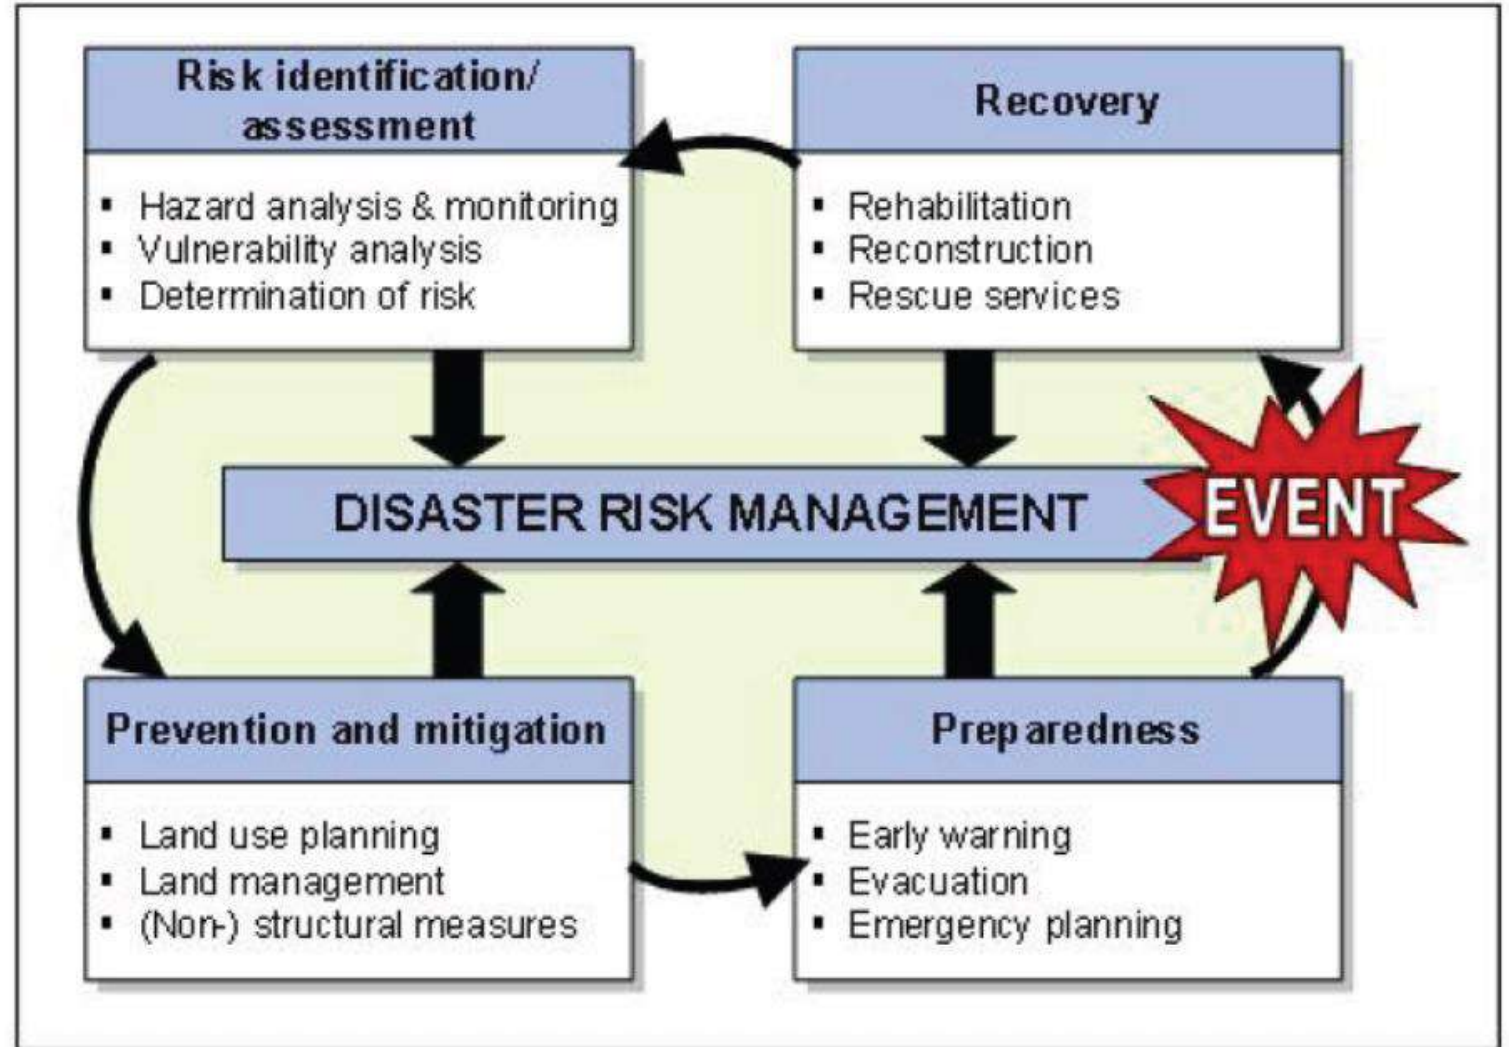 Risk identification/
assessment
▪ Hazard analysis & monitoring
▪ Vulnerability analysis
▪ Determination of risk
Recovery
▪ Rehabilitation
▪ Reconstruction
▪ Rescue services
DISASTER RISK MANAGEMENT
EVENT
Prevention and mitigation
▪ Land use planning
▪ Land management
▪ (Non-) structural measures
Preparedness
▪ Early warning
▪ Evacuation
▪ Emergency planning